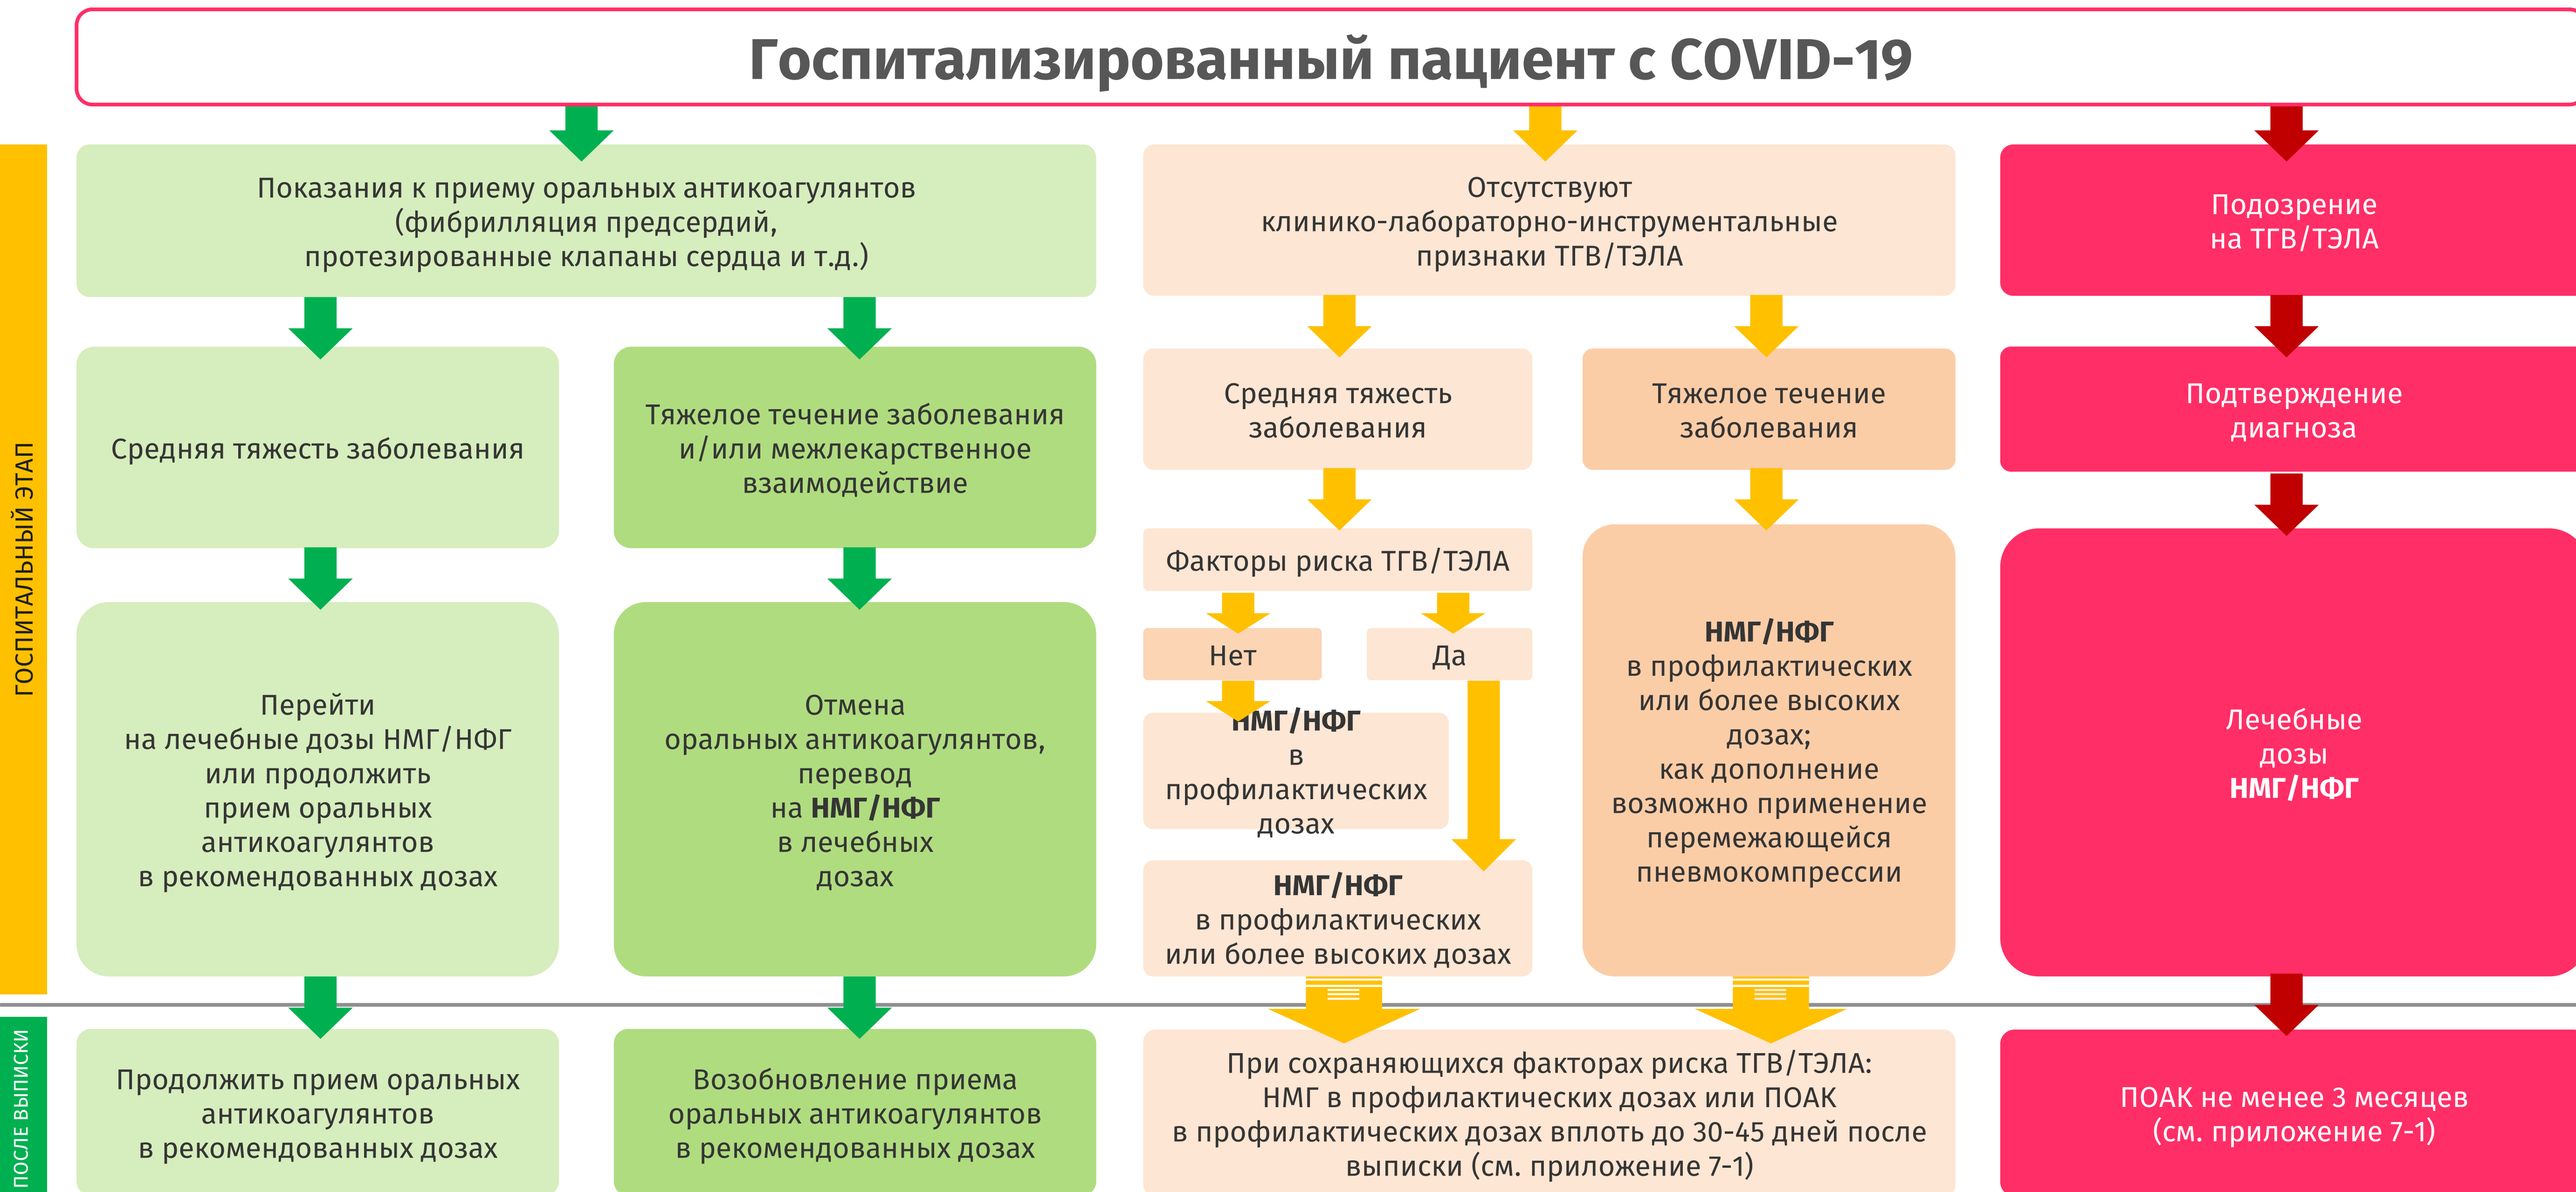 Госпитализированный пациент с COVID-19
ГОСПИТАЛЬНЫЙ ЭТАП
Показания к приему оральных антикоагулянтов
(фибрилляция предсердий,
протезированные клапаны сердца и т.д.)
Средняя тяжесть заболевания
Перейти
на лечебные дозы НМГ/НФГ
или продолжить
прием оральных
антикоагулянтов
в рекомендованных дозах
Тяжелое течение заболевания
и/или межлекарственное
взаимодействие
Отмена
оральных антикоагулянтов,
перевод
на НМГ/НФГ
в лечебных
дозах
Отсутствуют
клинико-лабораторно-инструментальные
признаки ТГВ/ТЭЛА
Средняя тяжесть
заболевания
Факторы риска ТГВ/ТЭЛА
Нет
Да
НМГ/НФГ
в
профилактических
дозах
НМГ/НФГ
в профилактических
или более высоких дозах
Тяжелое течение
заболевания
НМГ/НФГ
в профилактических
или более высоких
дозах;
как дополнение
возможно применение
перемежающейся
пневмокомпрессии
Подозрение
на ТГВ/ТЭЛА
Подтверждение
диагноза
Лечебные
дозы
НМГ/НФГ
ПОСЛЕ ВЫПИСКИ
Продолжить прием оральных
антикоагулянтов
в рекомендованных дозах
Возобновление приема
оральных антикоагулянтов
в рекомендованных дозах
При сохраняющихся факторах риска ТГВ/ТЭЛА:
НМГ в профилактических дозах или ПОАК
в профилактических дозах вплоть до 30-45 дней после
выписки (см. приложение 7-1)
ПОАК не менее 3 месяцев
(см. приложение 7-1)